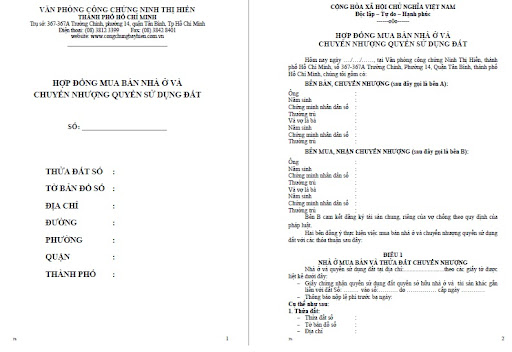 VĂN PHÒNG CÔNG CHỨNG NINH THỊ HIỀN
THÀNH PHỐ HỒ CHÍ MINH
Trụ sở: 367-367A Trường Chinh, phường 14, quận Tân Bình, Tp Hồ Chí Minh
Điện thoại: (08) 3812 3399 Fax: (08) 3842 8401
website: www.congchunghuyhien.com.vn
HỢP ĐỒNG MUA BÁN NHÀ Ở VÀ
CHUYỂN NHƯỢNG QUYỀN SỬ DỤNG ĐẤT
SỐ:
THỬA ĐẤT SỐ :
TỜ BẢN ĐỒ SỐ :
ĐỊA CHỈ :
ĐƯỜNG :
PHƯỜNG :
QUẬN :
THÀNH PHỐ :
1
CỘNG HÒA XÃ HỘI CHỦ NGHĨA VIỆT NAM
Độc lập – Tự do – Hạnh phúc
HỢP ĐỒNG MUA BÁN NHÀ Ở VÀ
CHUYỂN NHƯỢNG QUYỀN SỬ DỤNG ĐẤT
Hôm nay ngày …/…/……, tại Văn phòng công chứng Ninh Thị Hiền, thành
phố Hồ Chí Minh, số 367-367A Trường Chinh, Phường 14, Quận Tân Bình, thành
phố Hồ Chí Minh, chúng tôi gồm có:
BÊN BÁN, CHUYỂN NHƯỢNG (sau đây gọi là bên A):
Ông :
Năm sinh :
Chứng minh nhân dân số :
Thường trú :
Và vợ là bà :
Năm sinh :
Chứng minh nhân dân số :
Thường trú :
BÊN MUA, NHẬN CHUYỂN NHƯỢNG (sau đây gọi là bên B):
Ông :
Năm sinh :
Chứng minh nhân dân số :
Thường trú :
Và vợ là bà :
Năm sinh :
Chứng minh nhân dân số :
Thường trú :
Bên B cam kết đăng ký tài sản chung, riêng của vợ chồng theo quy định của
pháp luật.
Hai bên đồng ý thực hiện việc mua bán nhà ở và chuyển nhượng quyền sử dụng
đất với các thỏa thuận sau đây:
ĐIỀU 1
NHÀ Ở MUA BÁN VÀ THỬA ĐẤT CHUYỂN NHƯỢNG
Nhà ở và quyền sử dụng đất tại địa chỉ:………………theo các giấy tờ được
liệt kê dưới đây:
– Giấy chứng nhận quyền sử dụng đất quyền sở hữu nhà ở và tài sản khác gắn
liền với đất Số: …… vào số:…… do ……… cấp ngày ………
– Thông báo nộp lệ phí trước bạ ngày:
Cụ thể như sau:
1. Thửa đất:
– Thửa đất số :
– Tờ bản đồ số :
– Địa chỉ :
2